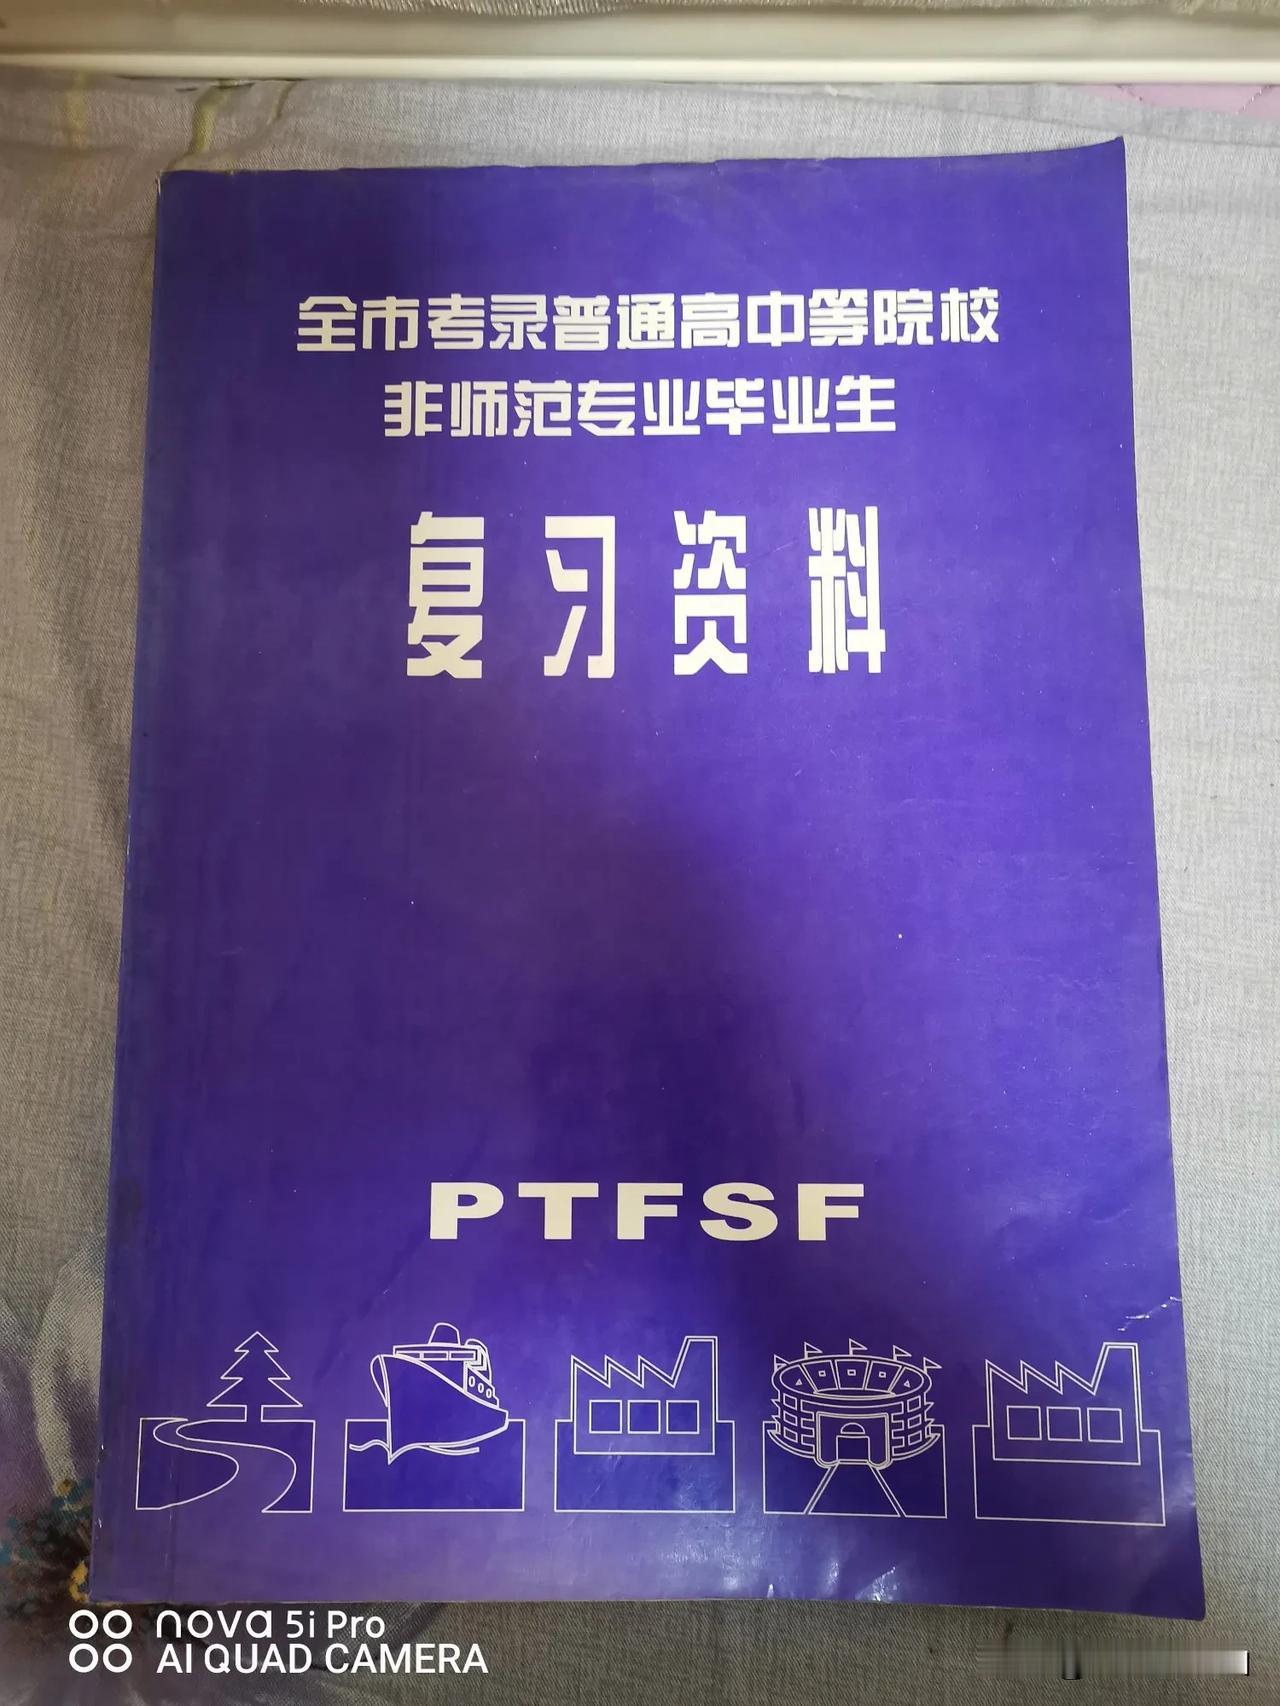 全市考录普通高中等院校
非师范专业毕业生
复习资料
PTFSF
nova 5i Pro
AI QUAD CAMERA